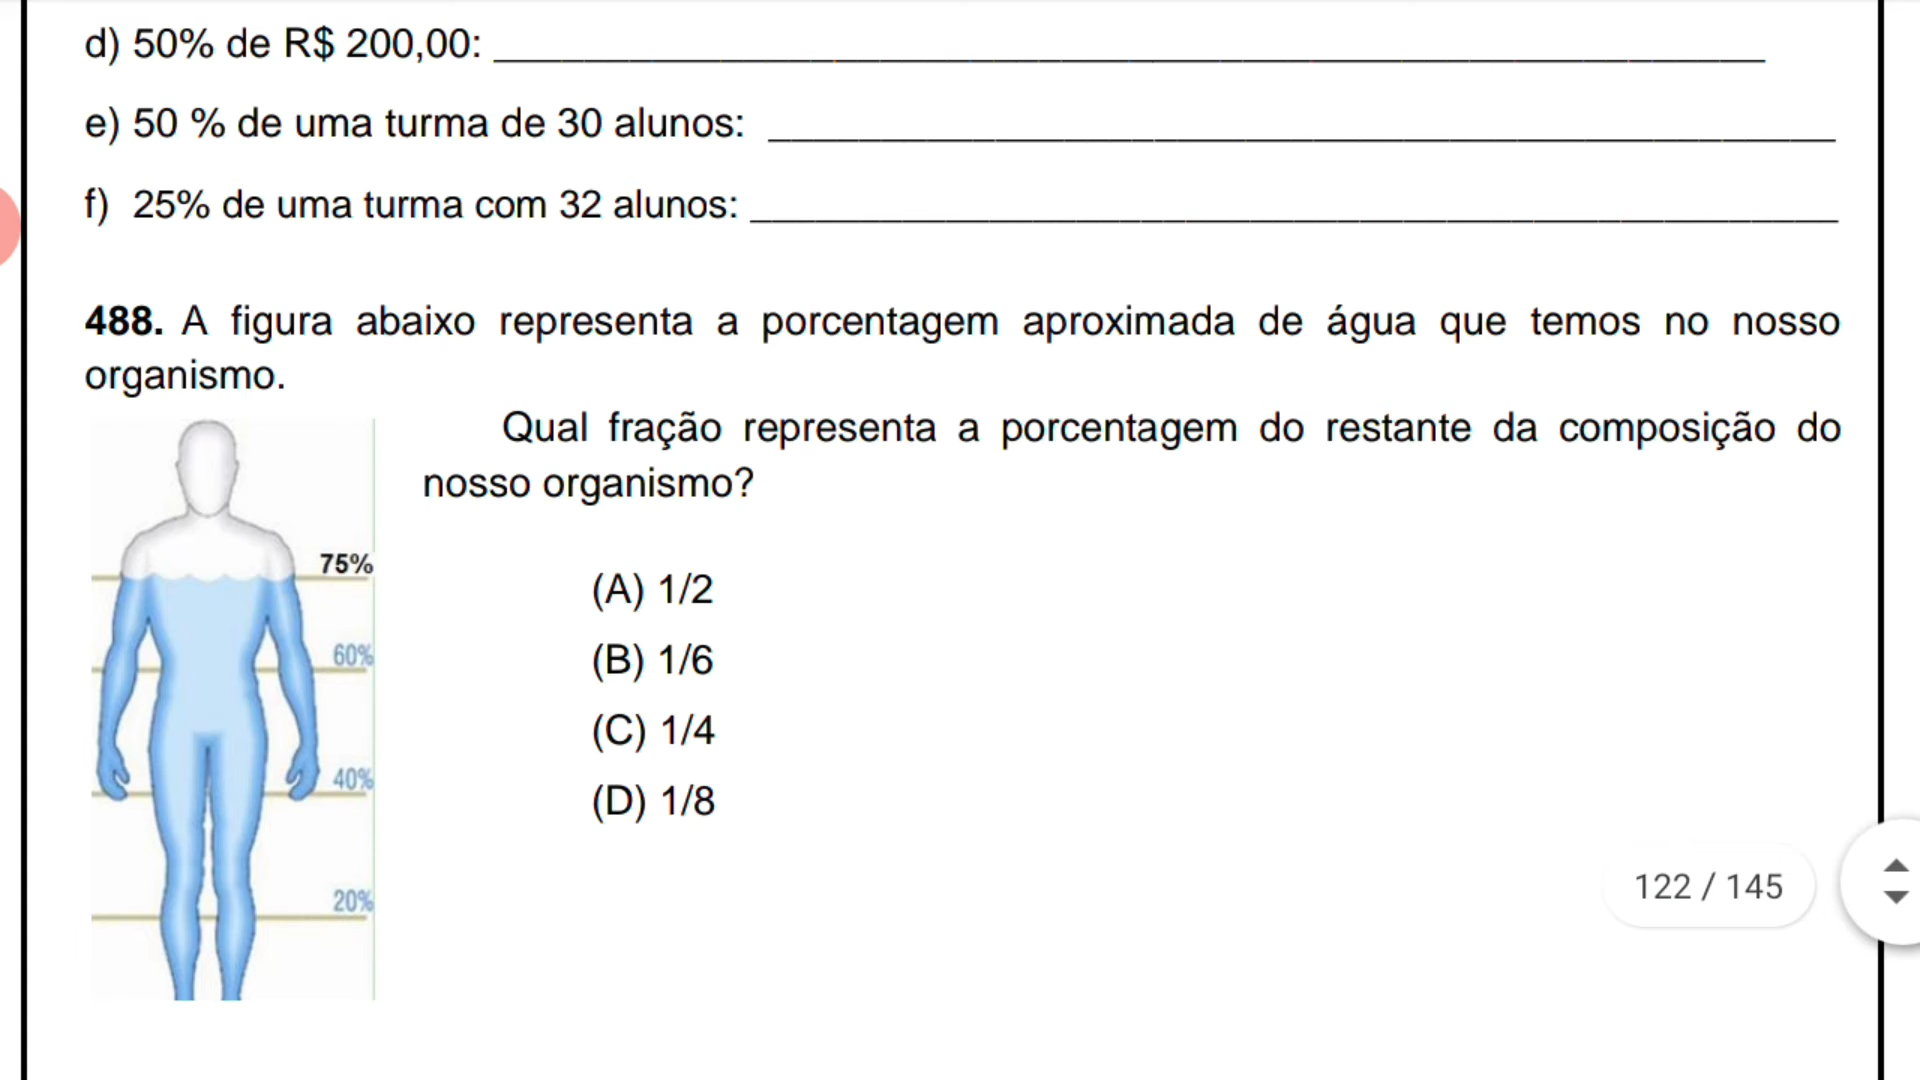 d) 50% de R$ 200,00:
e) 50 % de uma turma de 30 alunos:
f) 25% de uma turma com 32 alunos:
488. A figura abaixo representa a porcentagem aproximada de água que temos no nosso
organismo.
Qual fração representa a porcentagem do restante da composição do
nosso organismo?
75%
60%
40%
20%
(A) 1/2
(B) 1/6
(C) 1/4
(D) 1/8
122 / 145